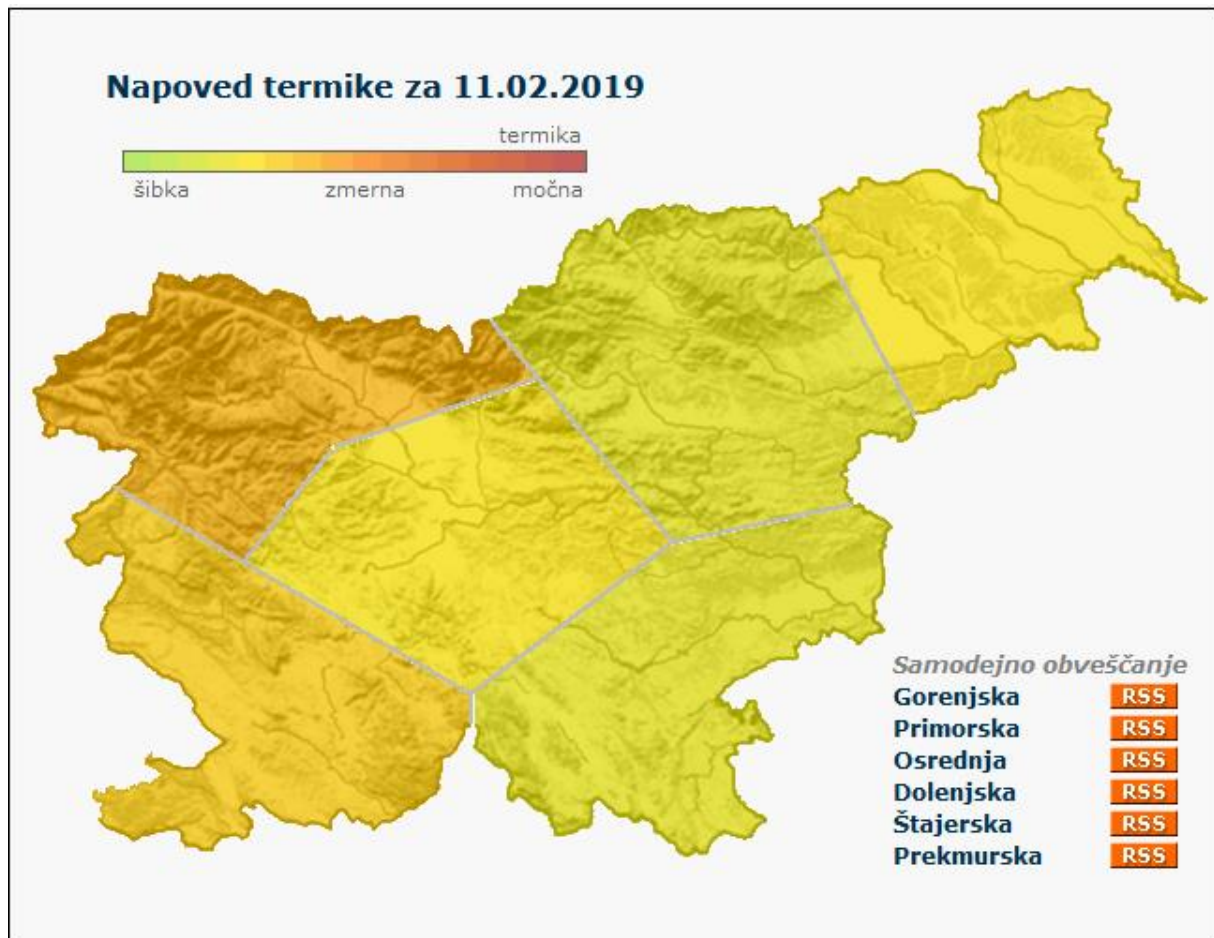 Napoved termike za 11.02.2019
termika
šibka zmerna močna
Samodejno obveščanje
Gorenjska RSS
Primorska RSS
Osrednja RSS
Dolenjska RSS
Štajerska RSS
Prekmurska RSS